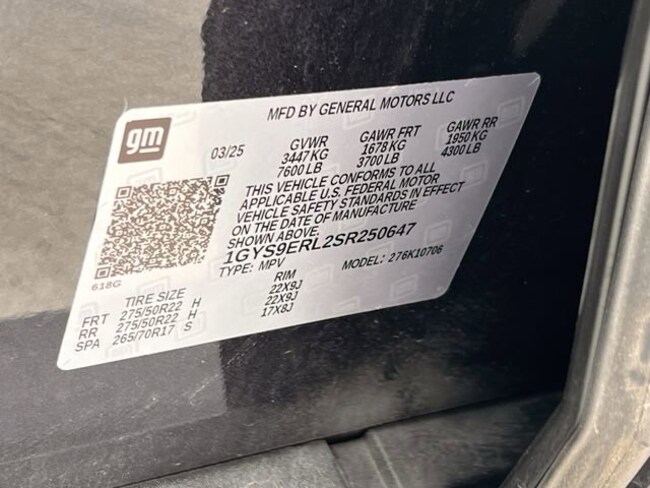 MFD BY GENERAL MOTORS LLC
gm
03/25 GVWR GAWR FRT GAWR RR
3447 KG 1678 KG 1950 KG
7600 LB 3700 LB 4300 LB
THIS VEHICLE CONFORMS TO ALL
APPLICABLE U.S. FEDERAL MOTOR
VEHICLE SAFETY STANDARDS IN EFFECT
ON THE DATE OF MANUFACTURE
SHOWN ABOVE.
1GYS9ERL2SR250647
TYPE: MPV MODEL: 276K10706
618G
TIRE SIZE RIM
FRT 275/50R22 H 22X9J
RR 275/50R22 H 22X9J
SPA 265/70R17 S 17X8J